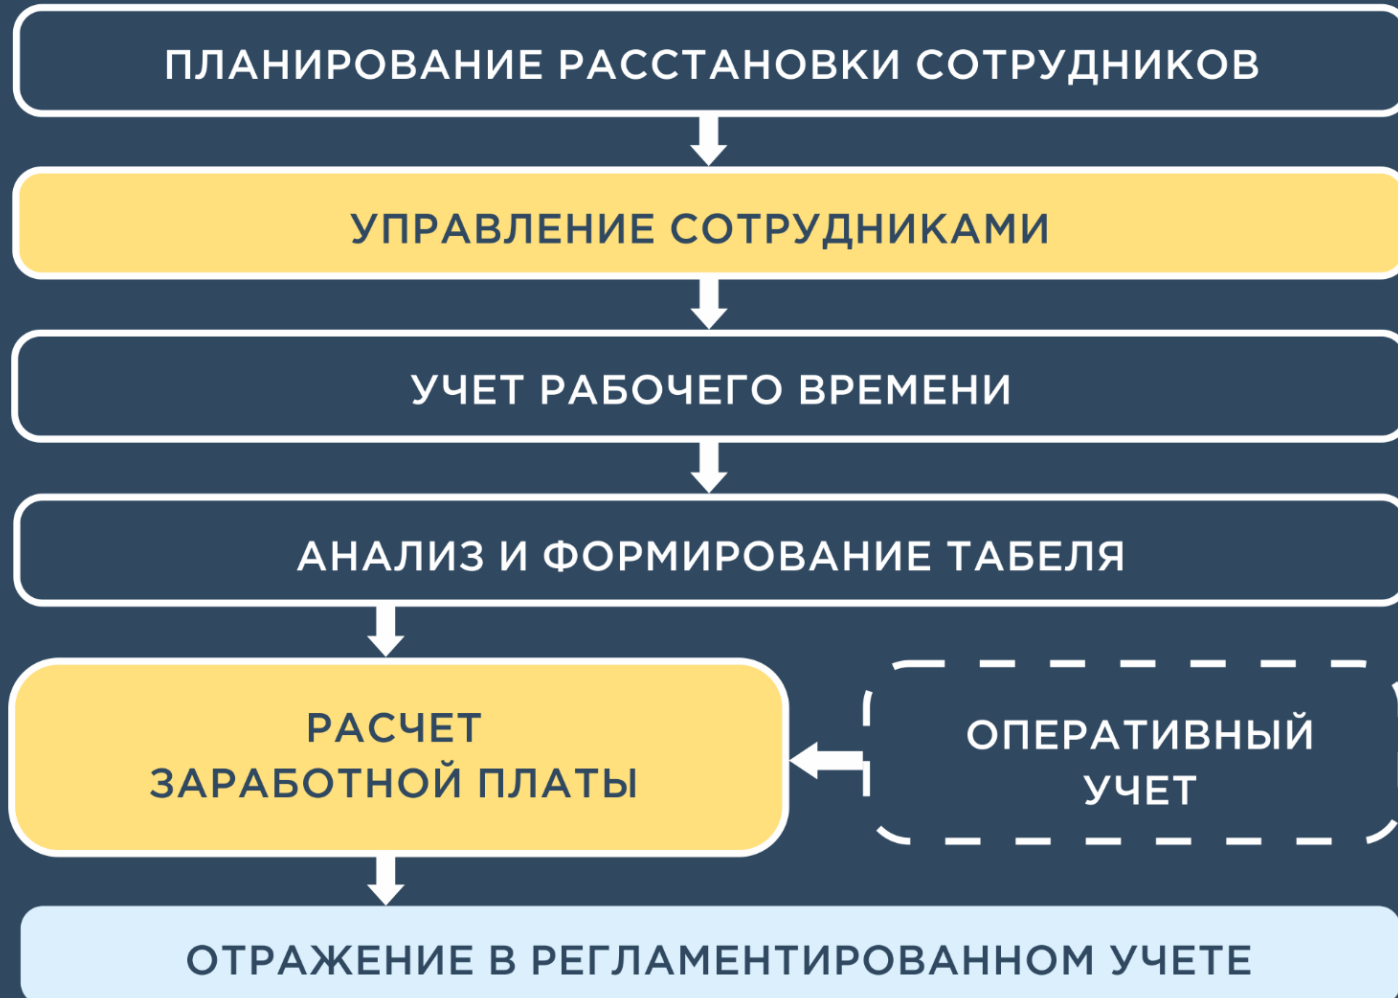 ПЛАНИРОВАНИЕ РАССТАНОВКИ СОТРУДНИКОВ
УПРАВЛЕНИЕ СОТРУДНИКАМИ
УЧЕТ РАБОЧЕГО ВРЕМЕНИ
АНАЛИЗ И ФОРМИРОВАНИЕ ТАБЕЛЯ
РАСЧЕТ
ЗАРАБОТНОЙ ПЛАТЫ
ОПЕРАТИВНЫЙ
УЧЕТ
ОТРАЖЕНИЕ В РЕГЛАМЕНТИРОВАННОМ УЧЕТЕ